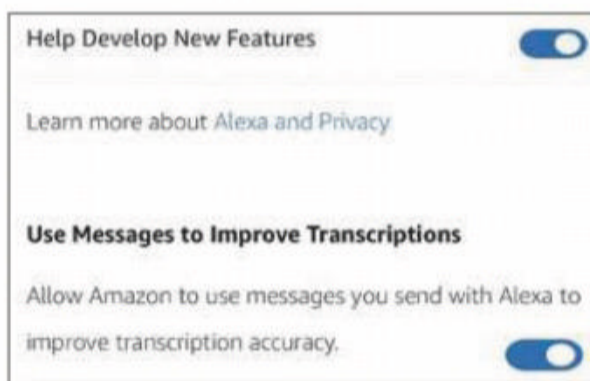 Help Develop New Features
Learn more about Alexa and Privacy
Use Messages to Improve Transcriptions
Allow Amazon to use messages you send with Alexa to
improve transcription accuracy.